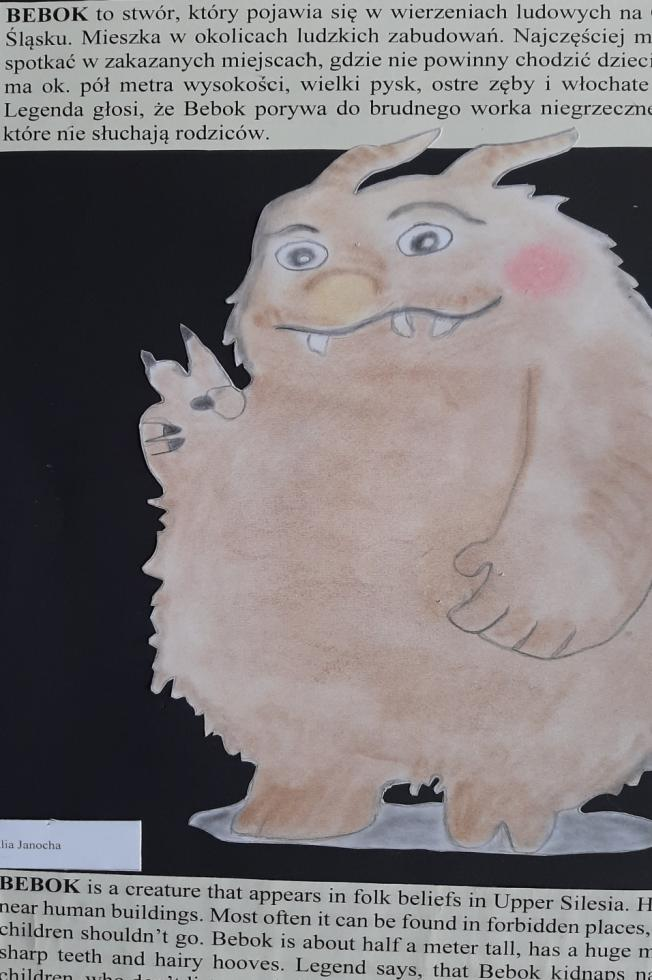 BEBOK to stwór, który pojawia się w wierzeniach ludowych na
Śląsku. Mieszka w okolicach ludzkich zabudowań. Najczęściej
spotkać w zakazanych miejscach, gdzie nie powinny chodzić dzieci
ma ok. pół metra wysokości, wielki pysk, ostre zęby i włochate
Legenda głosi, że Bebok porywa do brudnego worka niegrzeczne
które nie słuchają rodziców.
lia Janocha
BEBOK is a creature that appears in folk beliefs in Upper Silesia. H
near human buildings. Most often it can be found in forbidden places,
children shouldn't go. Bebok is about half a meter tall, has a huge m
sharp teeth and hairy hooves. Legend says, that Bebok kidnaps
children who